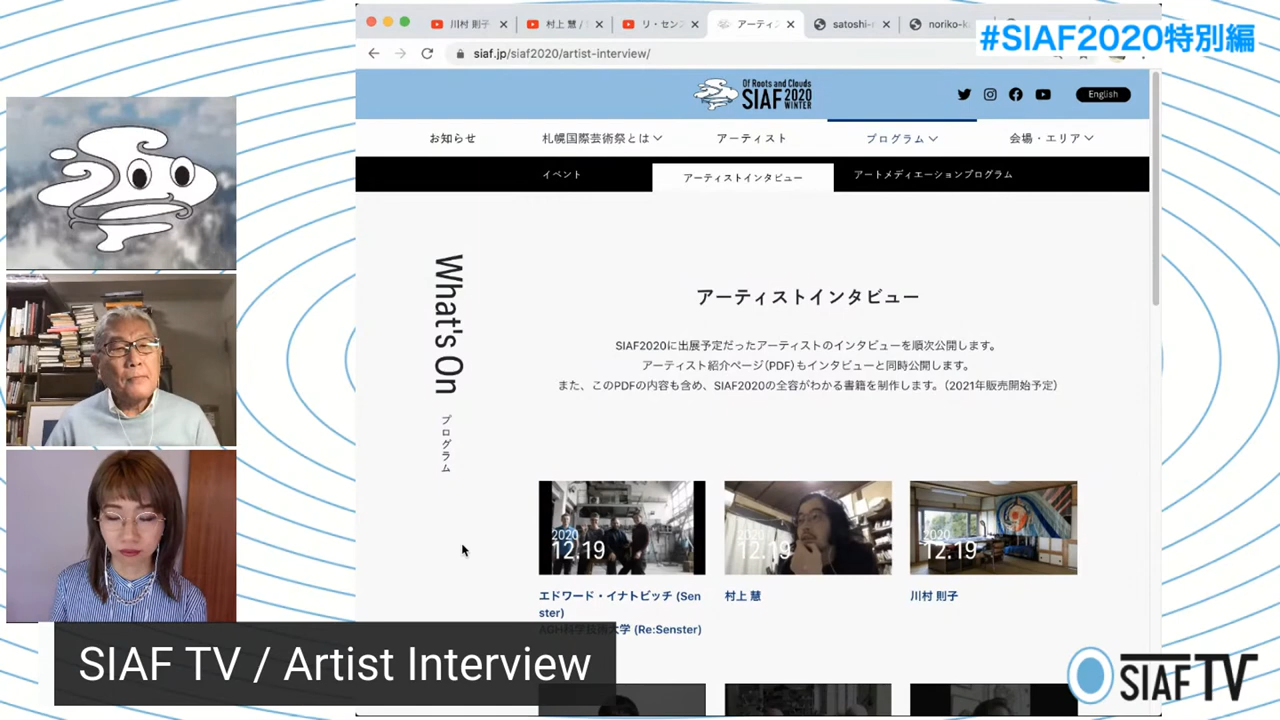 川村 則子
村上 慧 / 
リ・センス
アーティス
satoshi-
noriko-ka
#SIAF2020特別編
siaf.jp/siaf2020/artist-interview/
Of Roots and Clouds
SIAF2020
WINTER
English
お知らせ
札幌国際芸術祭とは
アーティスト
プログラム
会場・エリア
イベント
アーティストインタビュー
アートメディエーションプログラム
What's On
プログラム
アーティストインタビュー
SIAF2020に出展予定だったアーティストのインタビューを順次公開します。
アーティスト紹介ページ(PDF)もインタビューと同時公開します。
また、このPDFの内容も含め、SIAF2020の全容がわかる書籍を制作します。(2021年販売開始予定)
2020
12.19
2020
12.19
2020
12.19
エドワード・イナトビッチ (Sen
ster)
AGH科学技術大学 (Re:Senster)
村上 慧
川村 則子
SIAF TV / Artist Interview
SIAF TV